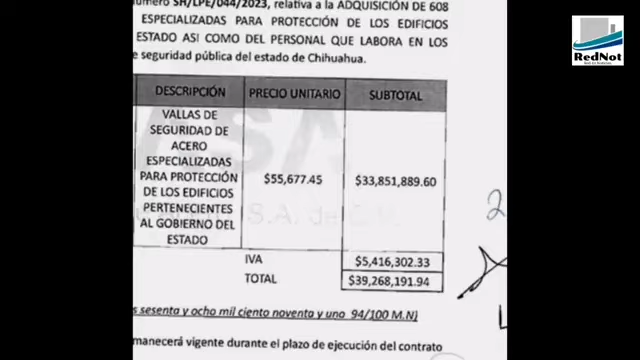 número SH/LPE/044/2023, relativa a la ADQUISICIÓN DE 608
ESPECIALIZADAS PARA PROTECCIÓN DE LOS EDIFICIOS
ESTADO ASI COMO DEL PERSONAL QUE LABORA EN LOS
e seguridad pública del estado de Chihuahua.
DESCRIPCIÓN PRECIO UNITARIO SUBTOTAL
VALLAS DE
SEGURIDAD DE
ACERO
ESPECIALIZADAS
PARA PROTECCIÓN $55,677.45 $33,851,889.60
DE LOS EDIFICIOS
PERTENECIENTES
AL GOBIERNO DEL
ESTADO
IVA $5,416,302.33
TOTAL $39,268,191.94
s sesenta y ocho mil ciento noventa y uno 94/100 M.N)
manecerá vigente durante el plazo de ejecución del contrato
RedNot